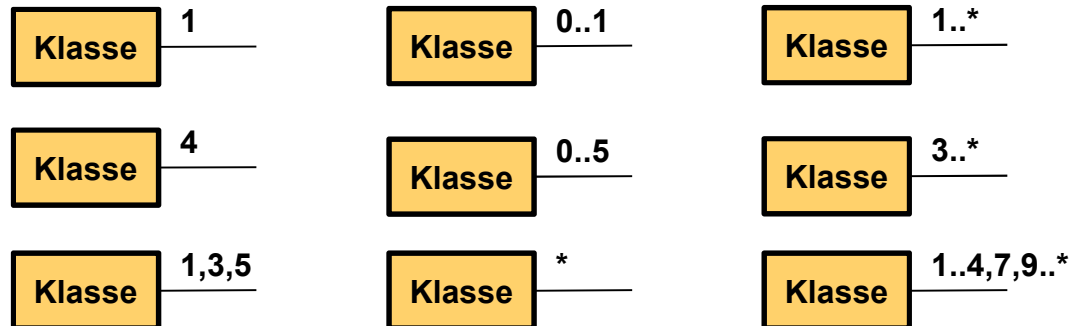 1
Klasse
0..1
Klasse
1..*
Klasse
4
Klasse
0..5
Klasse
3..*
Klasse
1,3,5
Klasse
*
Klasse
1..4,7,9..*
Klasse